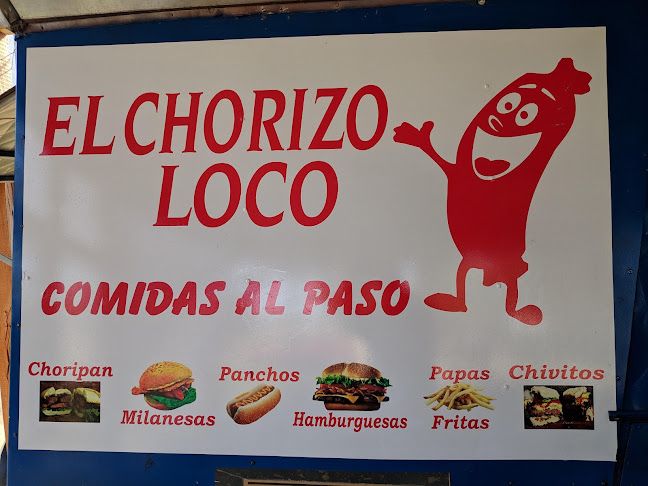 EL CHORIZO
LOCO
COMIDAS AL PASO
Choripan
Milanesas
Panchos
Hamburguesas
Papas
Fritas
Chivitos